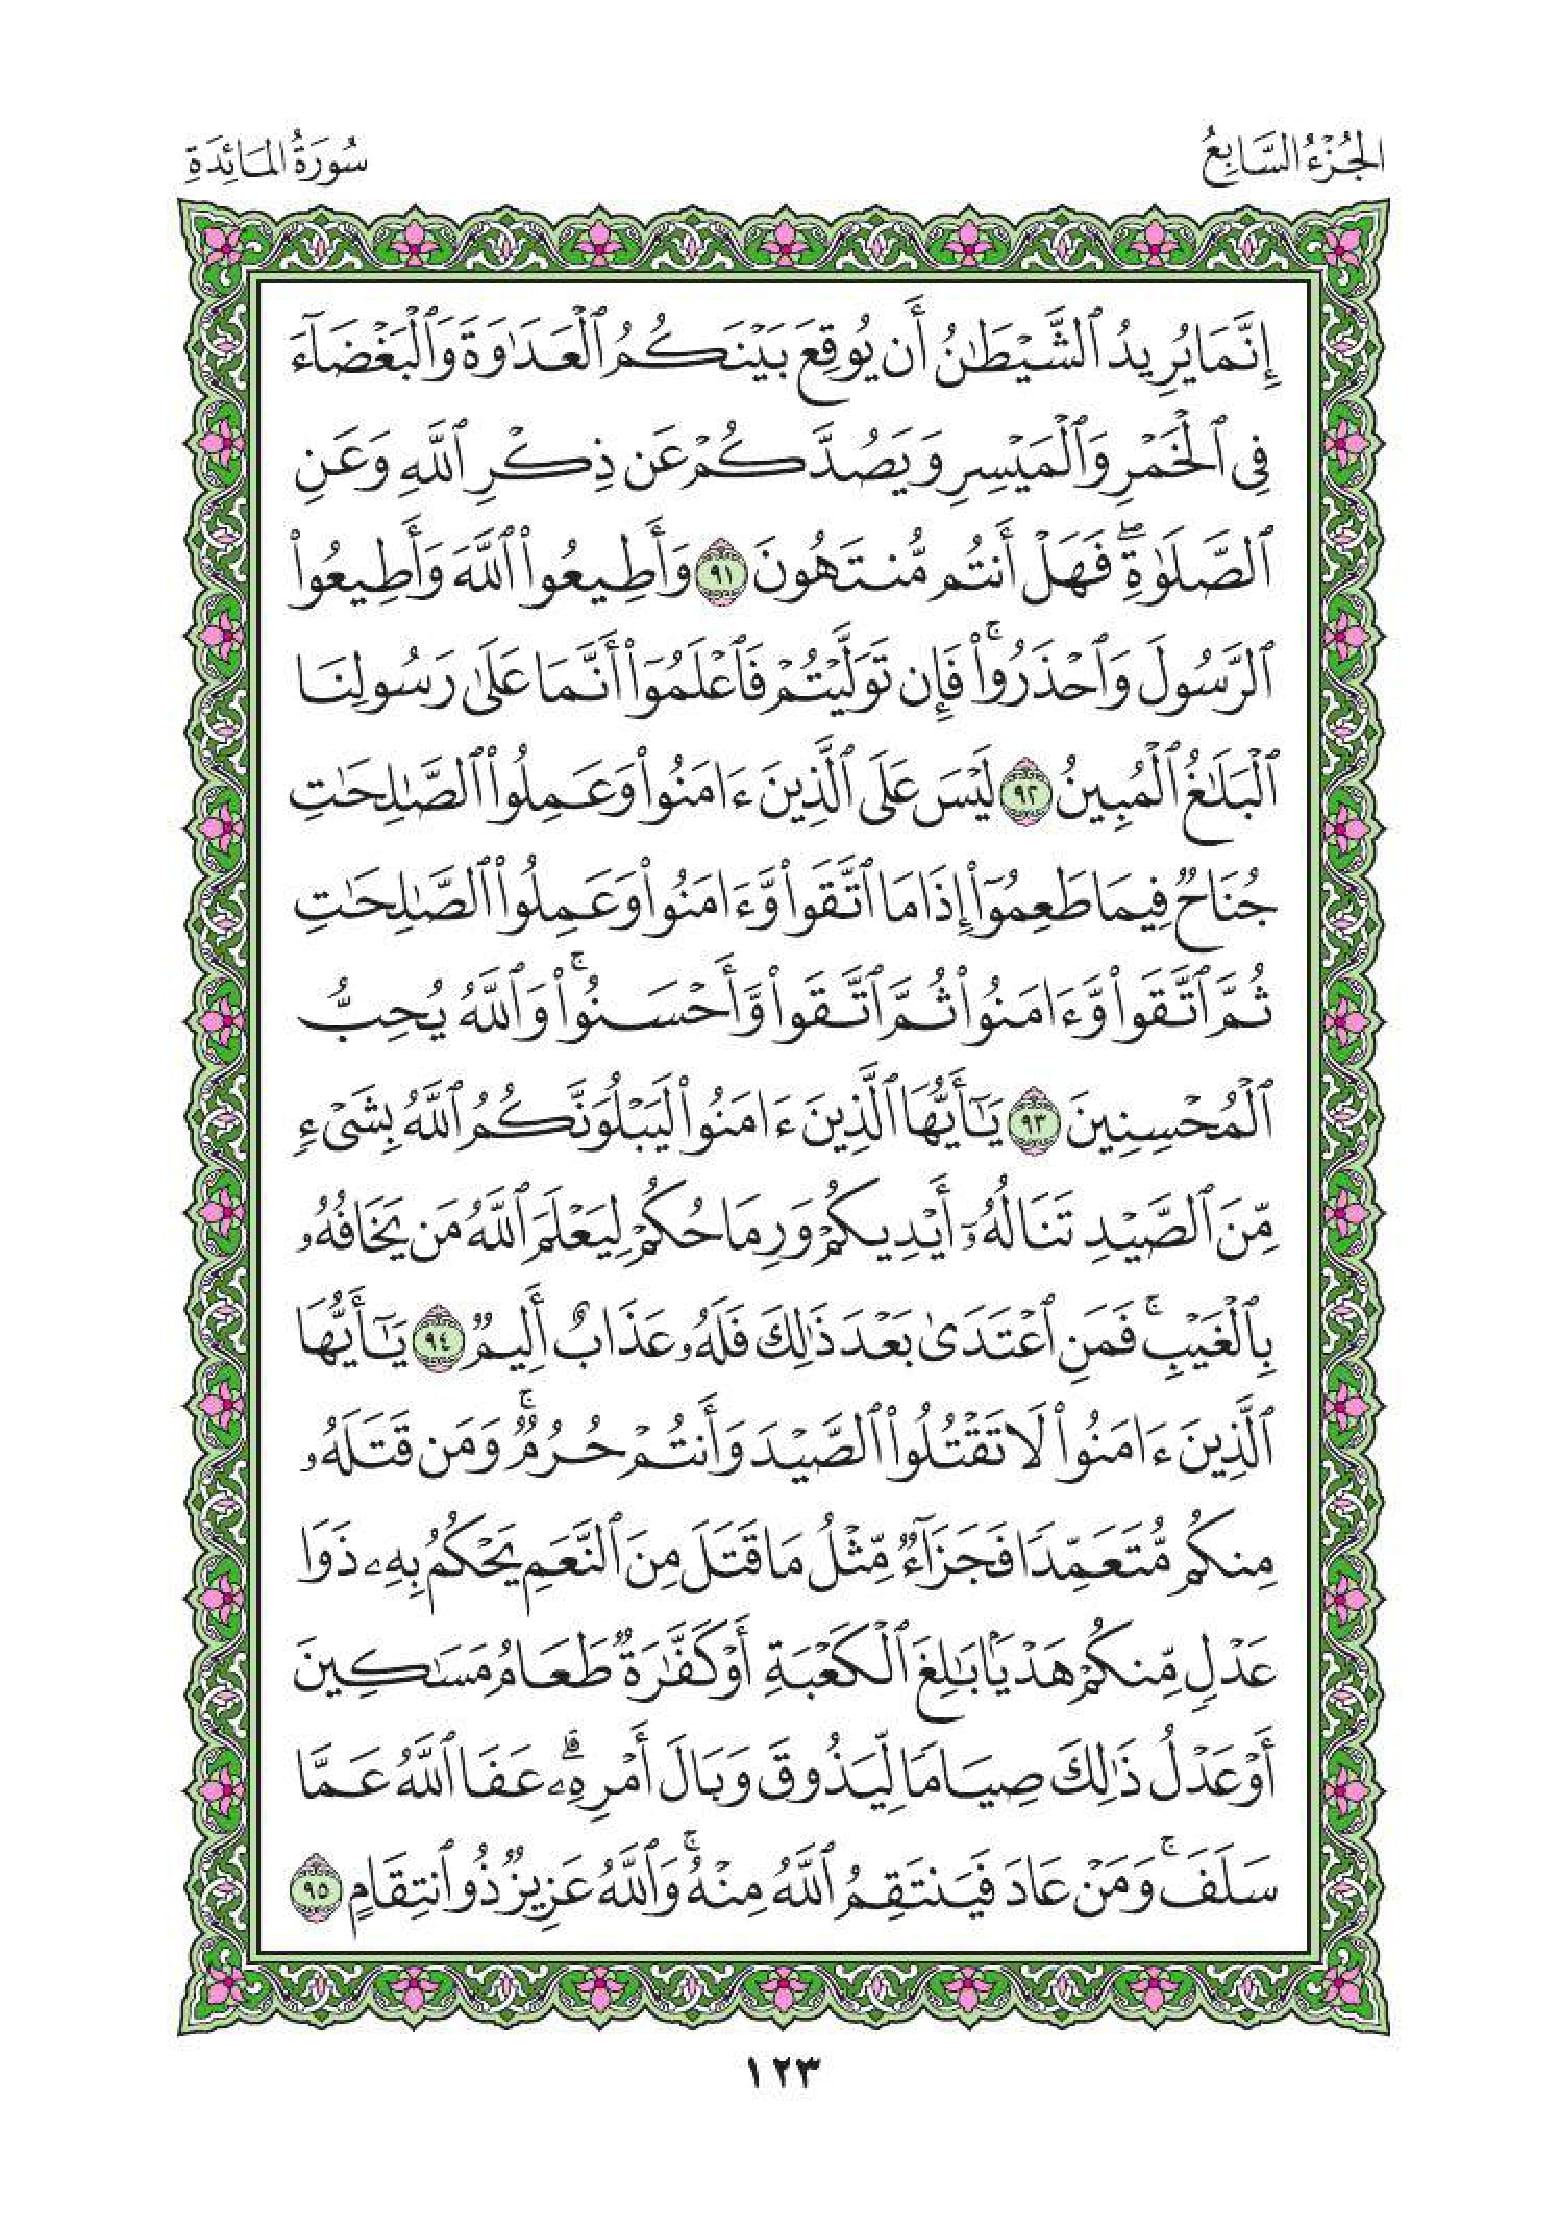 الجُزْءُ السَّابِعُ
سُورَةُ المَائِدَةِ
إِنَّمَا يُرِيدُ ٱلشَّيْطَٰنُ أَن يُوقِعَ بَيْنَكُمُ ٱلْعَدَٰوَةَ وَٱلْبَغْضَآءَ
فِى ٱلْخَمْرِ وَٱلْمَيْسِرِ وَيَصُدَّكُمْ عَن ذِكْرِ ٱللَّهِ وَعَنِ
ٱلصَّلَوٰةِ ۖ فَهَلْ أَنتُم مُّنتَهُونَ ٩١ وَأَطِيعُوا۟ ٱللَّهَ وَأَطِيعُوا۟
ٱلرَّسُولَ وَٱحْذَرُوا۟ ۚ فَإِن تَوَلَّيْتُمْ فَٱعْلَمُوٓا۟ أَنَّمَا عَلَىٰ رَسُولِنَا
ٱلْبَلَٰغُ ٱلْمُبِينُ ٩٢ لَيْسَ عَلَى ٱلَّذِينَ ءَامَنُوا۟ وَعَمِلُوا۟ ٱلصَّٰلِحَٰتِ
جُنَاحٌ فِيمَا طَعِمُوٓا۟ إِذَا مَا ٱتَّقَوا۟ وَّءَامَنُوا۟ وَعَمِلُوا۟ ٱلصَّٰلِحَٰتِ
ثُمَّ ٱتَّقَوا۟ وَّءَامَنُوا۟ ثُمَّ ٱتَّقَوا۟ وَّأَحْسَنُوا۟ ۚ وَٱللَّهُ يُحِبُّ
ٱلْمُحْسِنِينَ ٩٣ يَٰٓأَيُّهَا ٱلَّذِينَ ءَامَنُوا۟ لَيَبْلُوَنَّكُمُ ٱللَّهُ بِشَىْءٍ
مِّنَ ٱلصَّيْدِ تَنَالُهُۥٓ أَيْدِيكُمْ وَرِمَاحُكُمْ لِيَعْلَمَ ٱللَّهُ مَن يَخَافُهُۥ
بِٱلْغَيْبِ ۚ فَمَنِ ٱعْتَدَىٰ بَعْدَ ذَٰلِكَ فَلَهُۥ عَذَابٌ أَلِيمٌ ٩٤ يَٰٓأَيُّهَا
ٱلَّذِينَ ءَامَنُوا۟ لَا تَقْتُلُوا۟ ٱلصَّيْدَ وَأَنتُمْ حُرُمٌ ۚ وَمَن قَتَلَهُۥ
مِنكُم مُّتَعَمِّدًا فَجَزَآءٌ مِّثْلُ مَا قَتَلَ مِنَ ٱلنَّعَمِ يَحْكُمُ بِهِۦ ذَوَا
عَدْلٍ مِّنكُمْ هَدْيًۢا بَٰلِغَ ٱلْكَعْبَةِ أَوْ كَفَّٰرَةٌ طَعَامُ مَسَٰكِينَ
أَوْ عَدْلُ ذَٰلِكَ صِيَامًا لِّيَذُوقَ وَبَالَ أَمْرِهِۦ ۗ عَفَا ٱللَّهُ عَمَّا
سَلَفَ ۚ وَمَنْ عَادَ فَيَنتَقِمُ ٱللَّهُ مِنْهُ ۚ وَٱللَّهُ عَزِيزٌ ذُو ٱنتِقَامٍ ٩٥
١٢٣